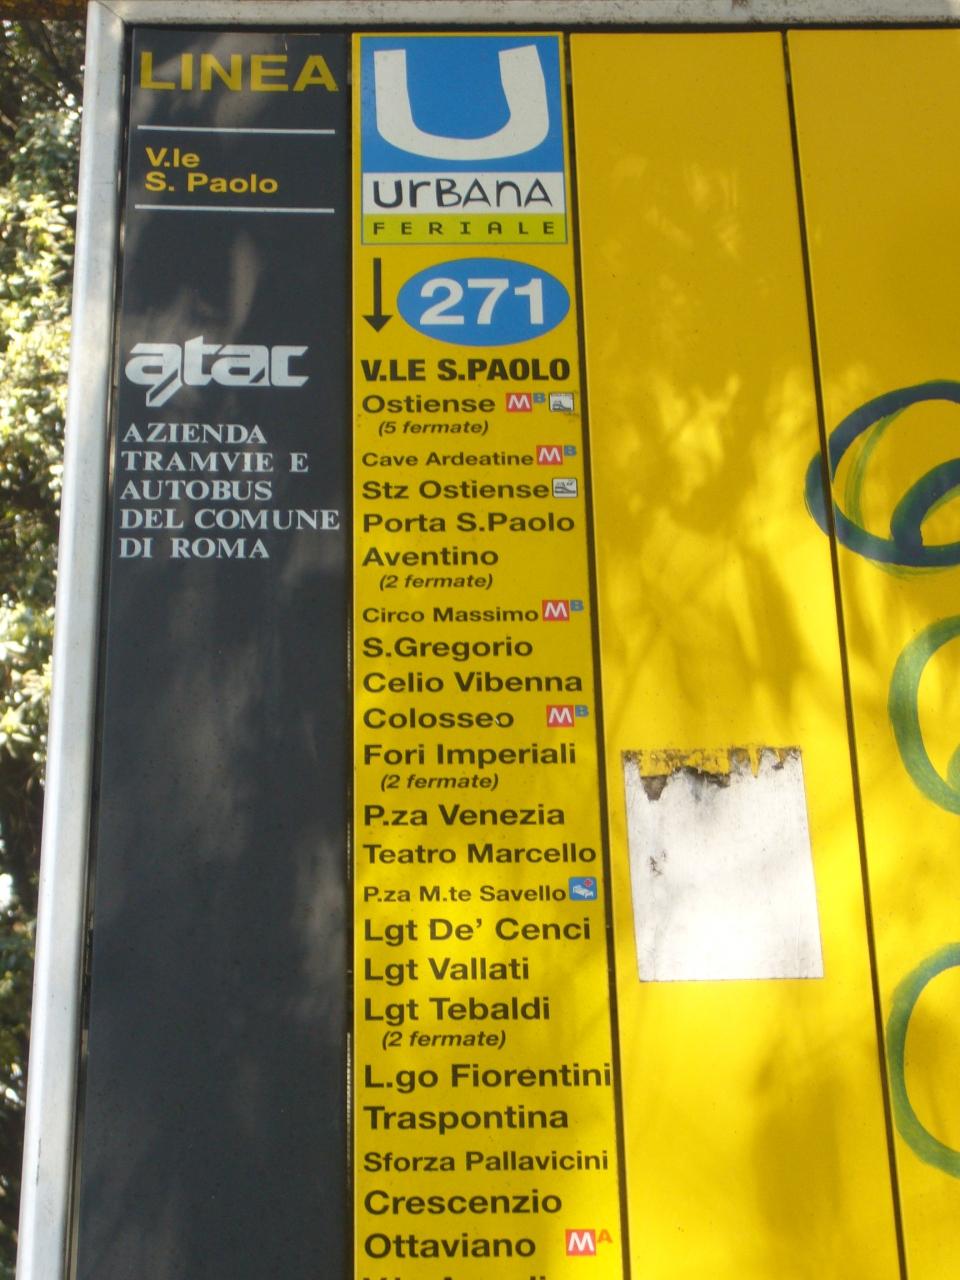 LINEA
V.le
S. Paolo
atac
AZIENDA
TRAMVIE E
AUTOBUS
DEL COMUNE
DI ROMA
U
URBANA
FERIALE
271
V.LE S.PAOLO
Ostiense M B
(5 fermate)
Cave Ardeatine M B
Stz Ostiense
Porta S.Paolo
Aventino
(2 fermate)
Circo Massimo M B
S.Gregorio
Celio Vibenna
Colosseo M B
Fori Imperiali
(2 fermate)
P.za Venezia
Teatro Marcello
P.za M.te Savello
Lgt De' Cenci
Lgt Vallati
Lgt Tebaldi
(2 fermate)
L.go Fiorentini
Traspontina
Sforza Pallavicini
Crescenzio
Ottaviano M A